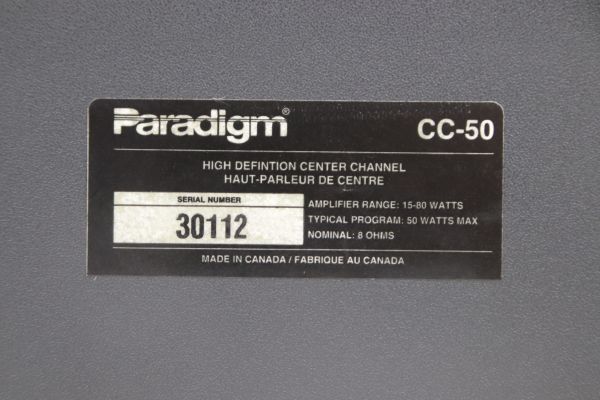 Paradigm® CC-50
HIGH DEFINTION CENTER CHANNEL
HAUT-PARLEUR DE CENTRE
SERIAL NUMBER
30112
AMPLIFIER RANGE: 15-80 WATTS
TYPICAL PROGRAM: 50 WATTS MAX
NOMINAL: 8 OHMS
MADE IN CANADA / FABRIQUE AU CANADA